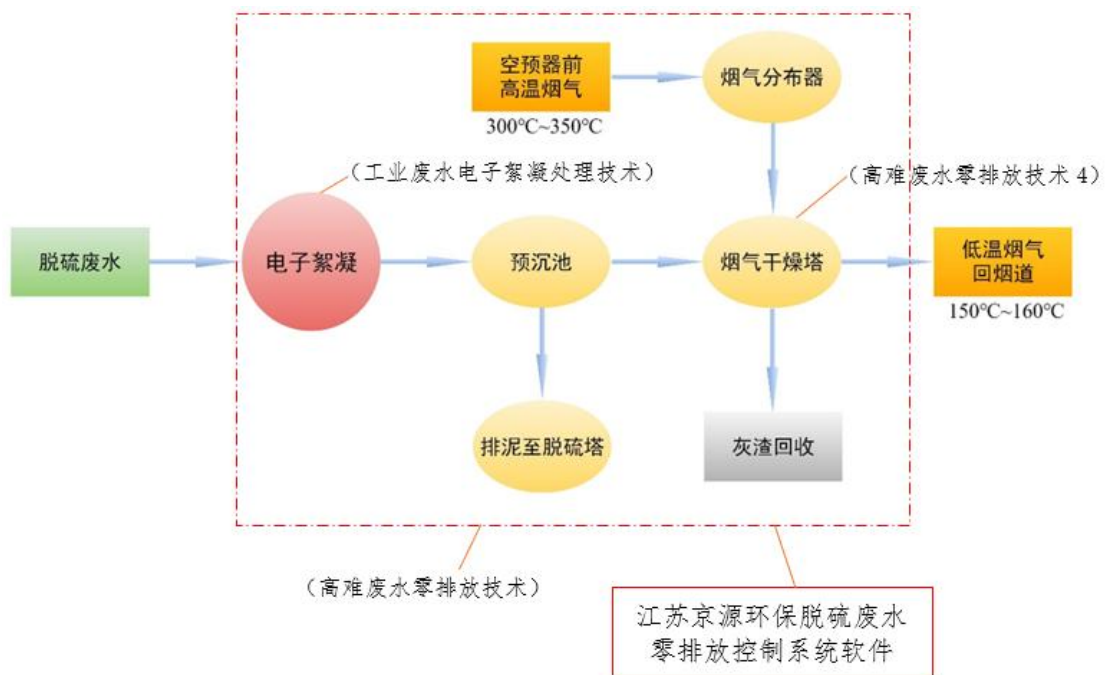 空预器前
高温烟气
烟气分布器
300℃~350℃
（工业废水电子絮凝处理技术）
（高难废水零排放技术 4）
脱硫废水
电子絮凝
预沉池
烟气干燥塔
低温烟气
回烟道
150℃~160℃
排泥至脱硫塔
灰渣回收
（高难废水零排放技术）
江苏京源环保脱硫废水
零排放控制系统软件